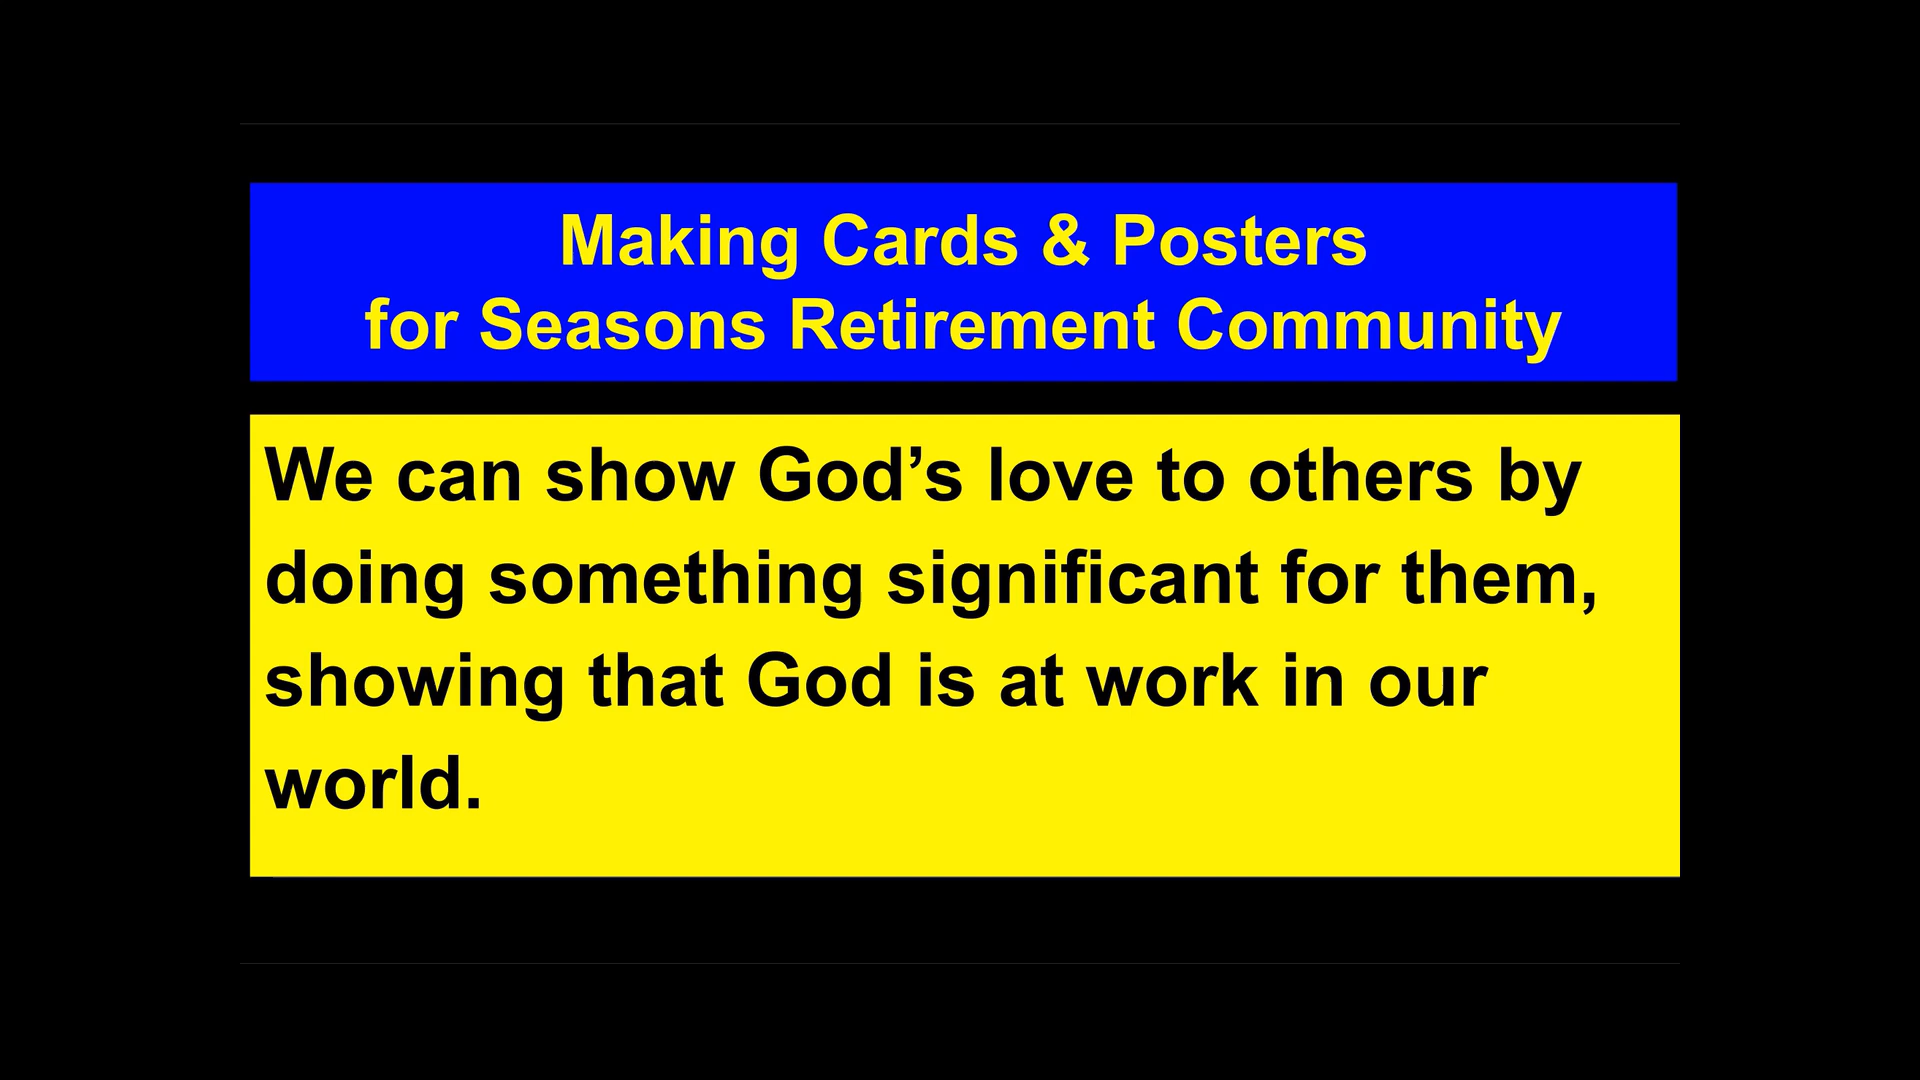 Making Cards & Posters
for Seasons Retirement Community
We can show God’s love to others by
doing something significant for them,
showing that God is at work in our
world.